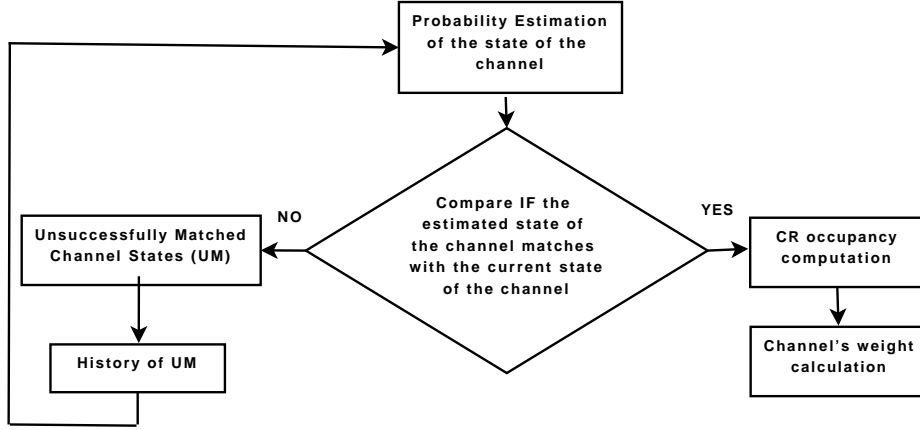 Probability Estimation
of the state of the
channel
Compare IF the
estimated state of
the channel matches
with the current state
of the channel
NO
YES
Unsuccessfully Matched
Channel States (UM)
History of UM
CR occupancy
computation
Channel's weight
calculation